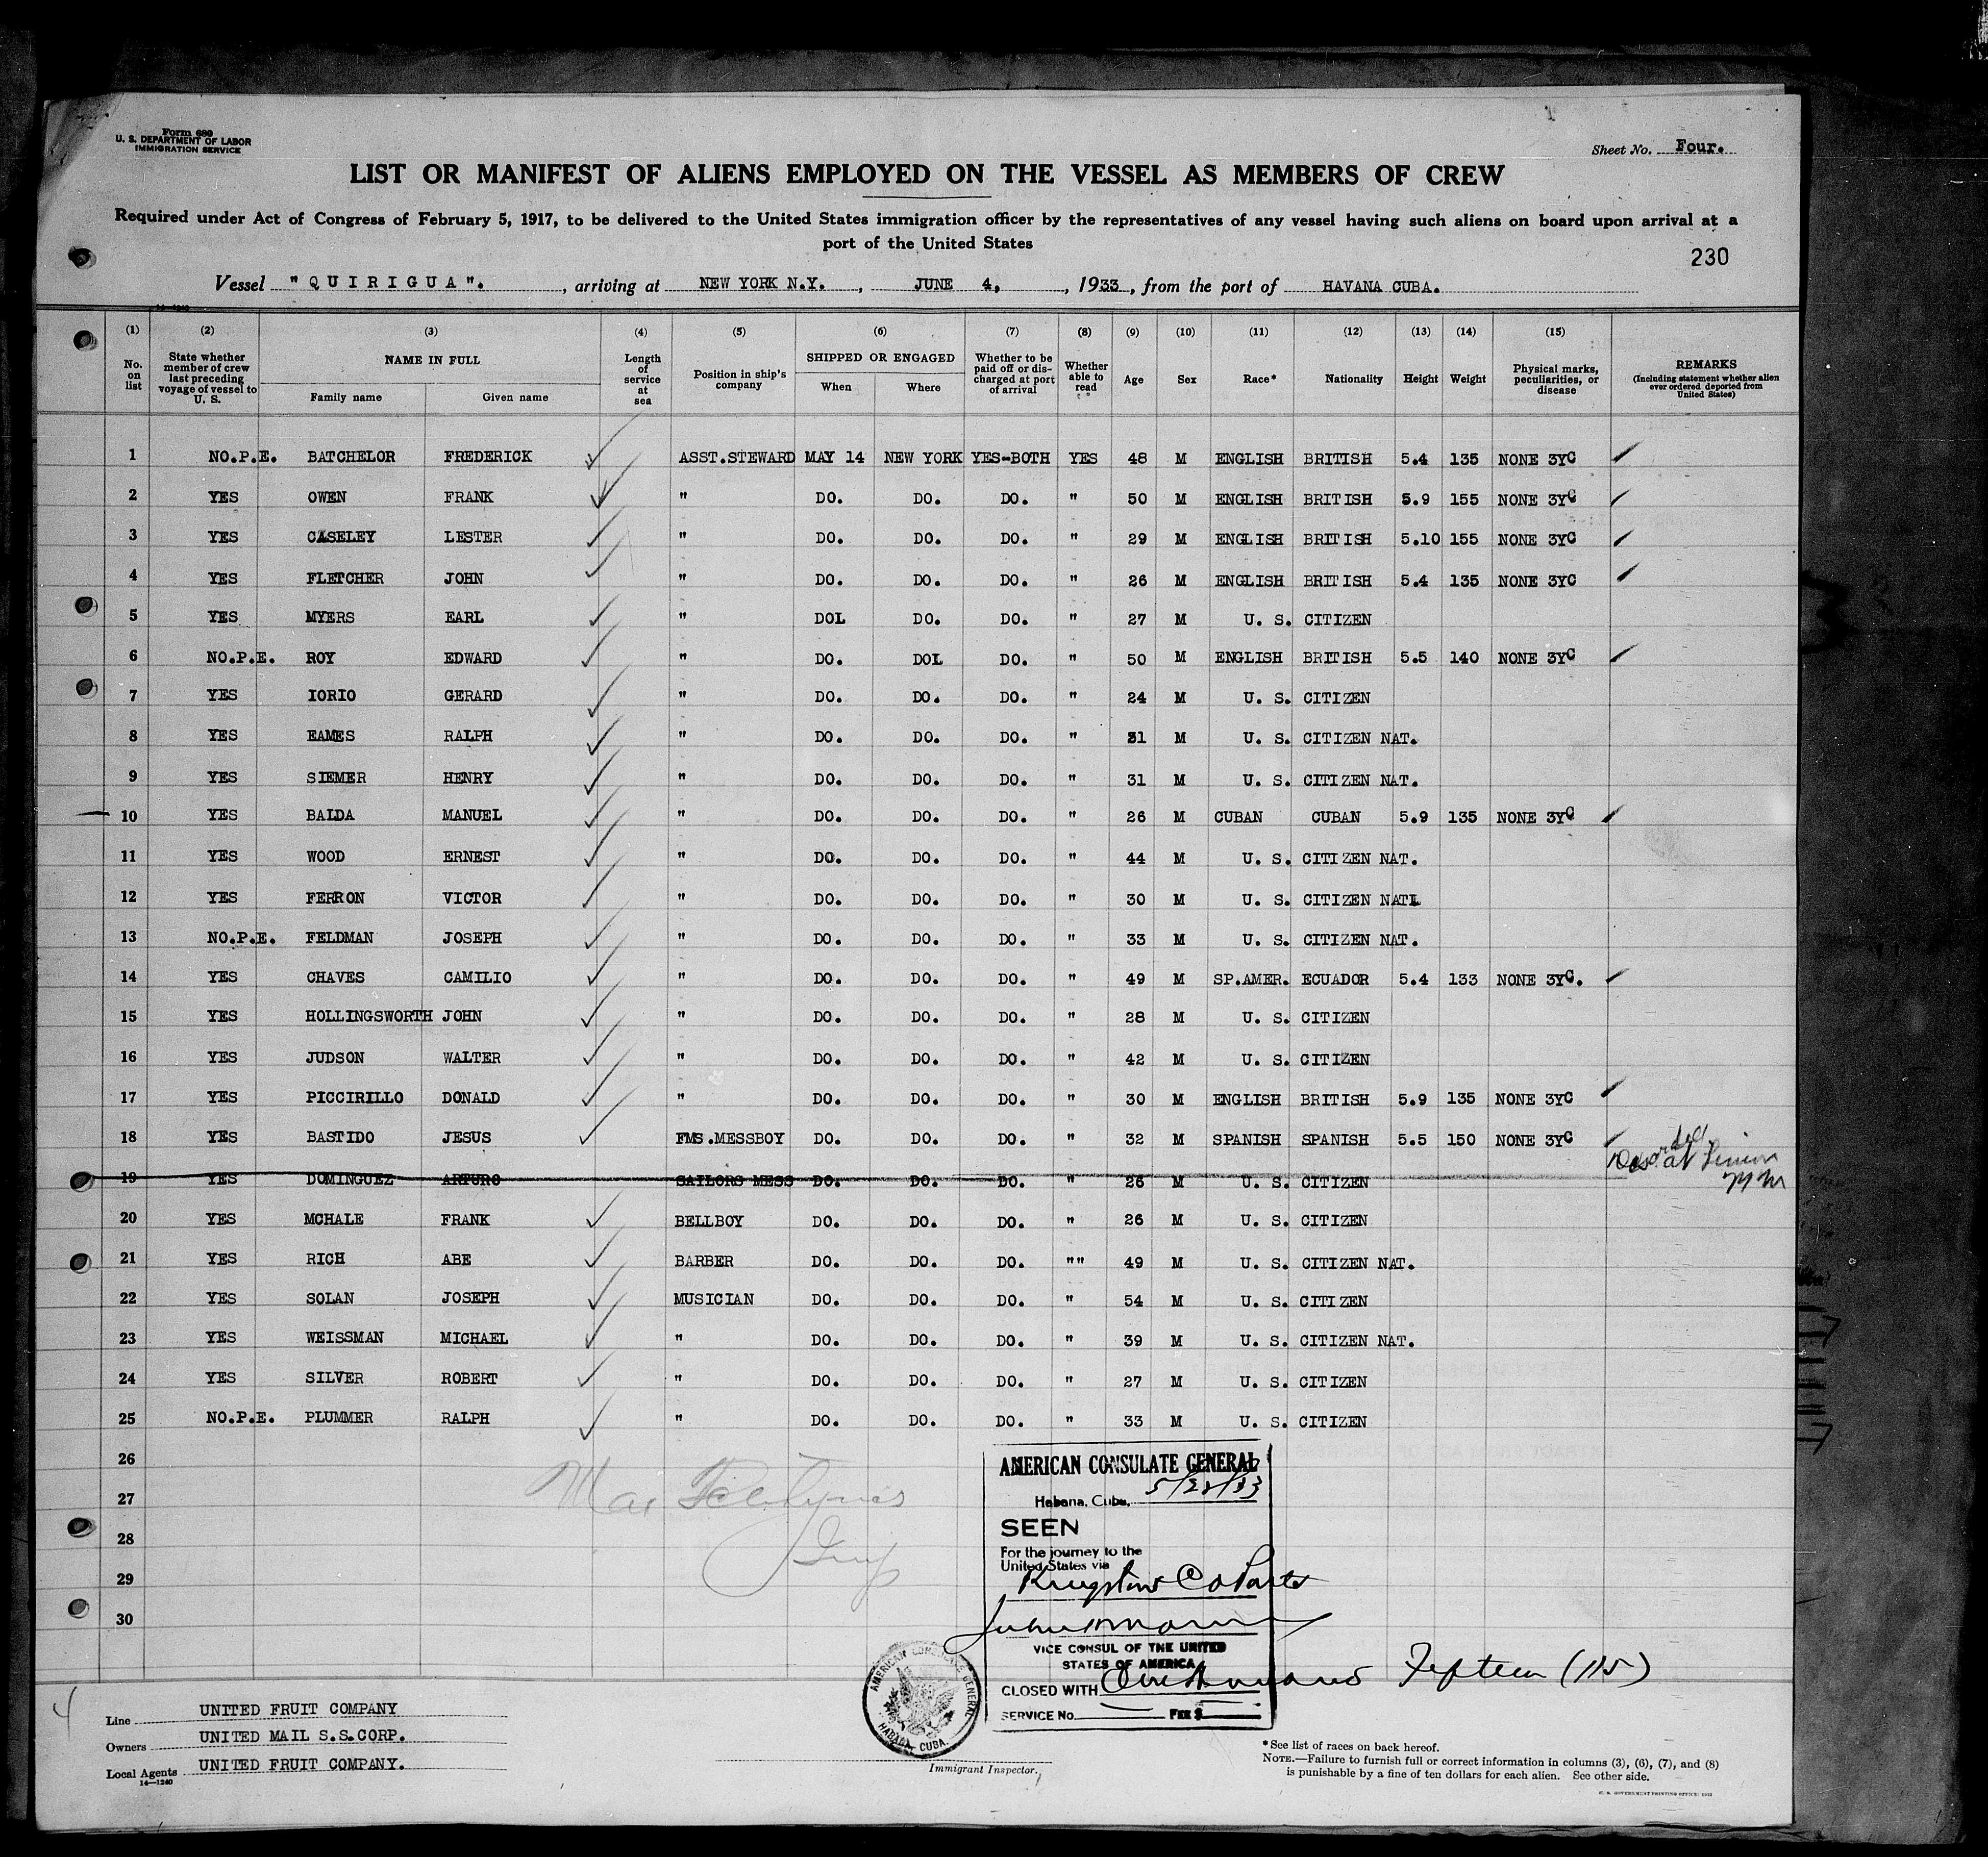 Form 680
U. S. DEPARTMENT OF LABOR
IMMIGRATION SERVICE
Sheet No. Four.
LIST OR MANIFEST OF ALIENS EMPLOYED ON THE VESSEL AS MEMBERS OF CREW
Required under Act of Congress of February 5, 1917, to be delivered to the United States immigration officer by the representatives of any vessel having such aliens on board upon arrival at a
port of the United States
230
Vessel "QUIRIGUA". , arriving at NEW YORK N.Y. , JUNE 4, , 1933, from the port of HAVANA CUBA.
14—1240
(1) (2) (3) (4) (5) (6) (7) (8) (9) (10) (11) (12) (13) (14) (15)
No. on list | State whether member of crew last preceding voyage of vessel to U. S. | NAME IN FULL | Family name | Given name | Length of service at sea | Position in ship's company | SHIPPED OR ENGAGED | When | Where | Whether to be paid off or discharged at port of arrival | Whether able to read | Age | Sex | Race* | Nationality | Height | Weight | Physical marks, peculiarities, or disease | REMARKS (Including statement whether alien ever ordered deported from United States)
1 NO.P.E. BATCHELOR FREDERICK ASST.STEWARD MAY 14 NEW YORK YES-BOTH YES 48 M ENGLISH BRITISH 5.4 135 NONE 3YC
2 YES OWEN FRANK " DO. DO. DO. " 50 M ENGLISH BRITISH 5.9 155 NONE 3YC
3 YES CASELEY LESTER " DO. DO. DO. " 29 M ENGLISH BRITISH 5.10 155 NONE 3YC
4 YES FLETCHER JOHN " DO. DO. DO. " 26 M ENGLISH BRITISH 5.4 135 NONE 3YC
5 YES MYERS EARL " DOL DO. DO. " 27 M U. S. CITIZEN
6 NO.P.E. ROY EDWARD " DO. DOL DO. " 50 M ENGLISH BRITISH 5.5 140 NONE 3YC
7 YES IORIO GERARD " DO. DO. DO. " 24 M U. S. CITIZEN
8 YES EAMES RALPH " DO. DO. DO. " 31 M U. S. CITIZEN NAT.
9 YES SIEMER HENRY " DO. DO. DO. " 31 M U. S. CITIZEN NAT.
10 YES BALDA MANUEL " DO. DO. DO. " 26 M CUBAN CUBAN 5.9 135 NONE 3YC
11 YES WOOD ERNEST " DO. DO. DO. " 44 M U. S. CITIZEN NAT.
12 YES FERRON VICTOR " DO. DO. DO. " 30 M U. S. CITIZEN NATL
13 NO.P.E. FELDMAN JOSEPH " DO. DO. DO. " 33 M U. S. CITIZEN NAT.
14 YES CHAVES CAMILIO " DO. DO. DO. " 49 M SP.AMER. ECUADOR 5.4 133 NONE 3YC.
15 YES HOLLINGSWORTH JOHN " DO. DO. DO. " 28 M U. S. CITIZEN
16 YES JUDSON WALTER " DO. DO. DO. " 42 M U. S. CITIZEN
17 YES PICCIRILLO DONALD " DO. DO. DO. " 30 M ENGLISH BRITISH 5.9 135 NONE 3YC
18 YES BASTIDO JESUS FMS.MESSBOY DO. DO. DO. " 32 M SPANISH SPANISH 5.5 150 NONE 3YC
19 YES DOMINGUEZ ARTURO SAILORS MESS DO. DO. DO. " 26 M U. S. CITIZEN at
20 YES MCHALE FRANK BELLBOY DO. DO. DO. " 26 M U. S. CITIZEN
21 YES RICH ABE BARBER DO. DO. DO. "" 49 M U. S. CITIZEN NAT.
22 YES SOLAN JOSEPH MUSICIAN DO. DO. DO. " 54 M U. S. CITIZEN
23 YES WEISSMAN MICHAEL " DO. DO. DO. " 39 M U. S. CITIZEN NAT.
24 YES SILVER ROBERT " DO. DO. DO. " 27 M U. S. CITIZEN
25 NO.P.E. PLUMMER RALPH " DO. DO. DO. " 33 M U. S. CITIZEN
26
27
28
29
30
AMERICAN CONSULATE GENERAL
Habana, Cuba,
SEEN
For the journey to the
United States via
Kingston
VICE CONSUL OF THE UNITED
STATES OF AMERICA
CLOSED WITH Fifteen (15)
SERVICE No. FEE $
AMERICAN CONSULATE GENERAL HABANA, CUBA.
4
Line UNITED FRUIT COMPANY
Owners UNITED MAIL S.S.CORP.
Local Agents UNITED FRUIT COMPANY.
14—1240
Immigrant Inspector.
*See list of races on back hereof.
NOTE.—Failure to furnish full or correct information in columns (3), (6), (7), and (8)
is punishable by a fine of ten dollars for each alien. See other side.